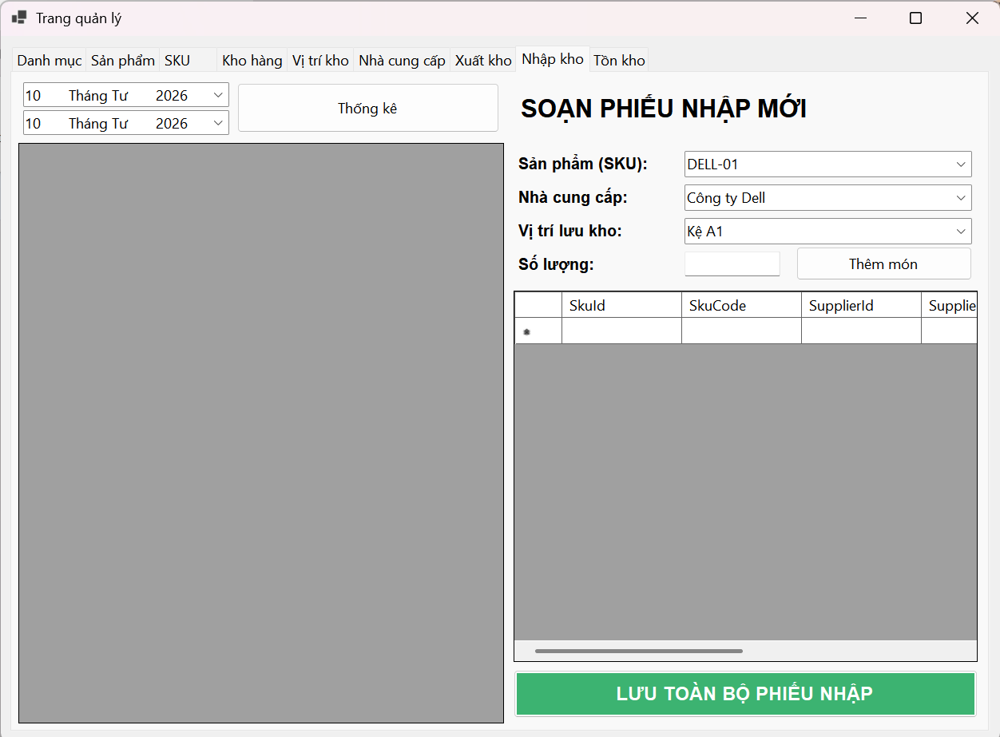 Trang quản lý
Danh mục Sản phẩm SKU Kho hàng Vị trí kho Nhà cung cấp Xuất kho Nhập kho Tồn kho
10 Tháng Tư 2026
10 Tháng Tư 2026
Thống kê
SOẠN PHIẾU NHẬP MỚI
Sản phẩm (SKU): DELL-01
Nhà cung cấp: Công ty Dell
Vị trí lưu kho: Kệ A1
Số lượng: Thêm món
SkuId SkuCode SupplierId Supplie
LƯU TOÀN BỘ PHIẾU NHẬP